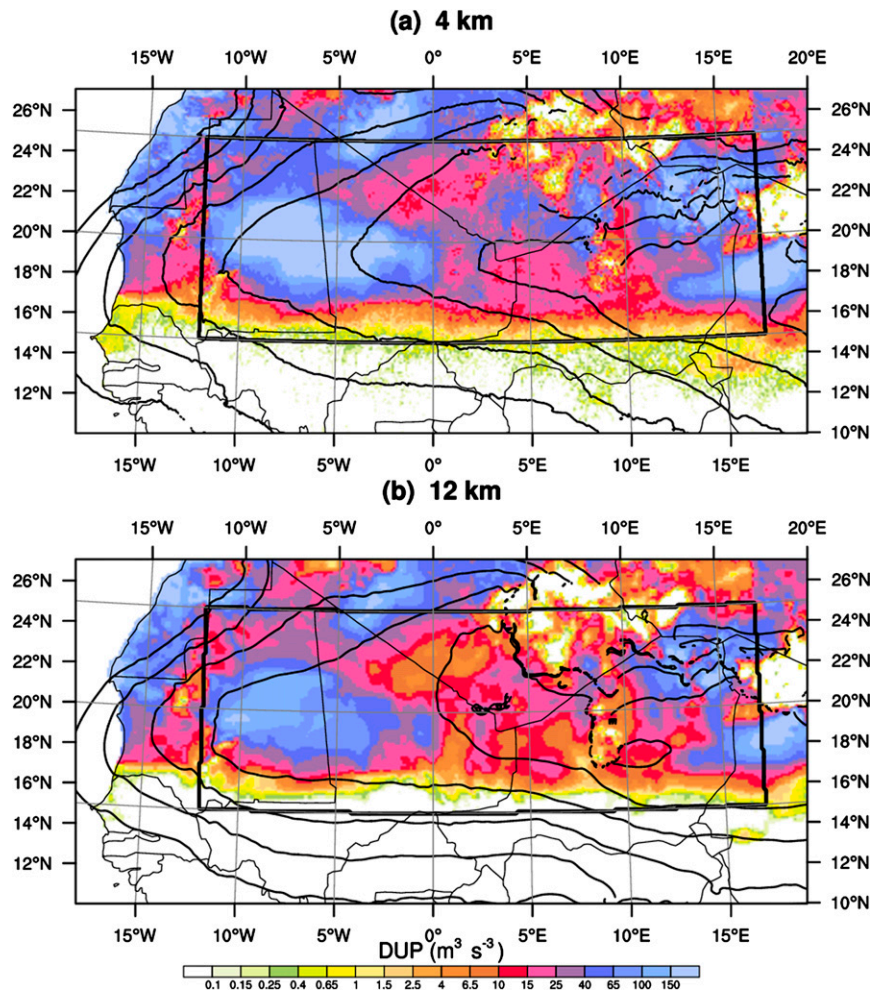 (a) 4 km
15°W 10°W 5°W 0° 5°E 10°E 15°E 20°E
26°N 26°N
24°N 24°N
22°N 22°N
20°N 20°N
18°N 18°N
16°N 16°N
14°N 14°N
12°N 12°N
10°N
15°W 10°W 5°W 0° 5°E 10°E 15°E
(b) 12 km
15°W 10°W 5°W 0° 5°E 10°E 15°E 20°E
26°N 26°N
24°N 24°N
22°N 22°N
20°N 20°N
18°N 18°N
16°N 16°N
14°N 14°N
12°N 12°N
10°N
15°W 10°W 5°W 0° 5°E 10°E 15°E
DUP (m³ s⁻³)
0.1 0.15 0.25 0.4 0.65 1 1.5 2.5 4 6.5 10 15 25 40 65 100 150